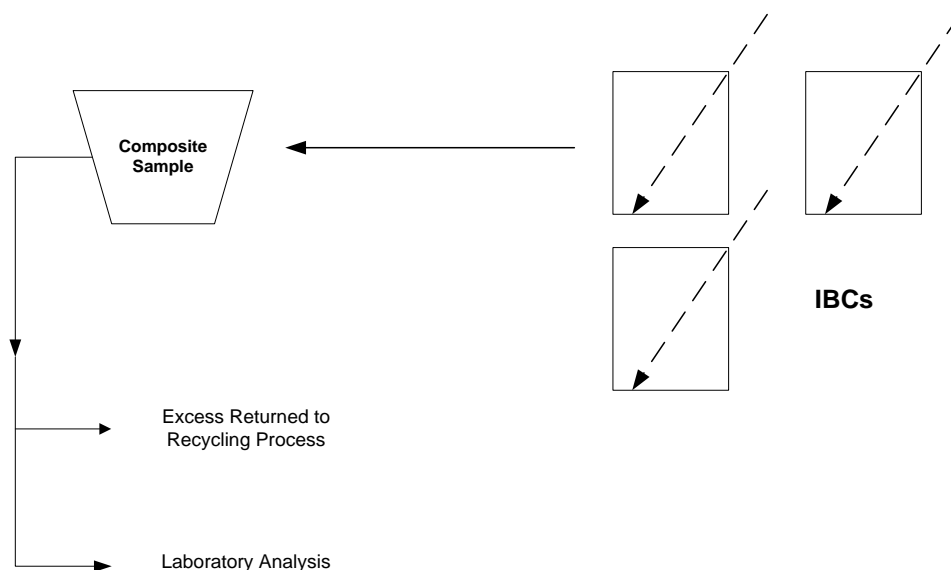 Composite
Sample
IBCs
Excess Returned to
Recycling Process
Laboratory Analysis